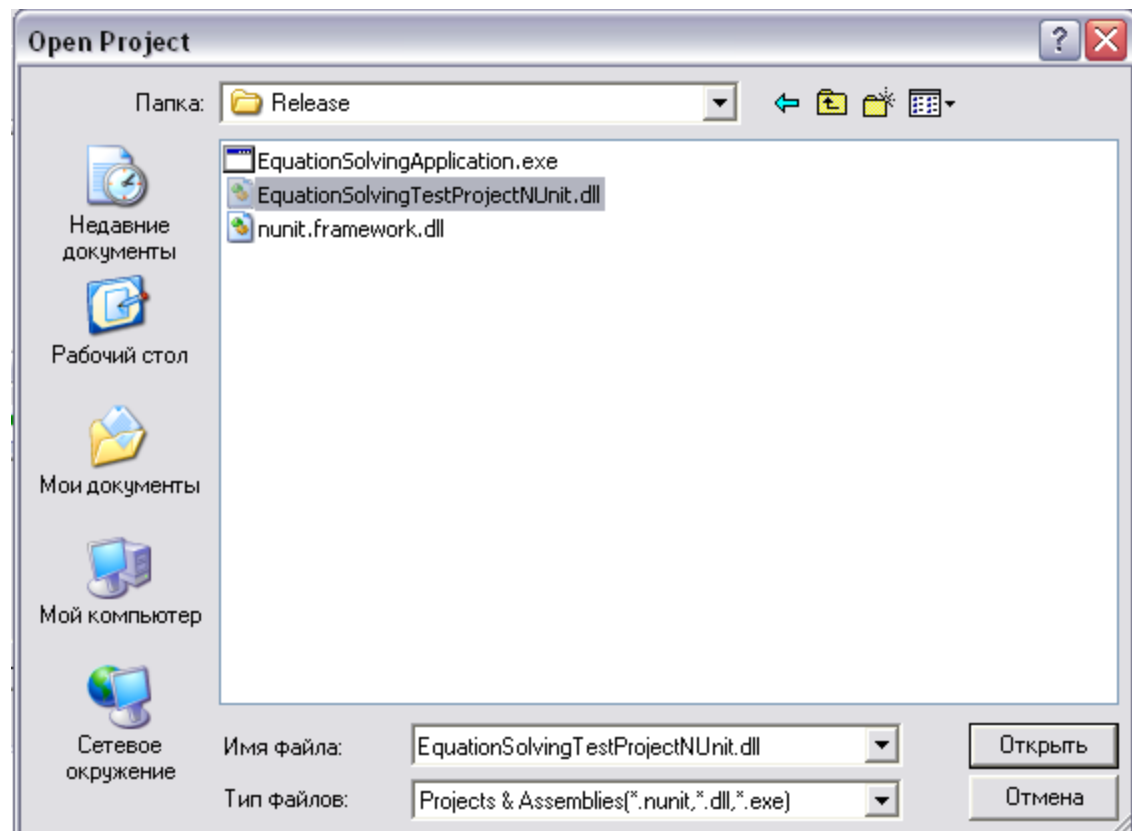 Open Project
Папка:
Release
EquationSolvingApplication.exe
EquationSolvingTestProjectNUnit.dll
nunit.framework.dll
Недавние
документы
Рабочий стол
Мои документы
Мой компьютер
Сетевое
окружение
Имя файла:
EquationSolvingTestProjectNUnit.dll
Открыть
Тип файлов:
Projects & Assemblies(*.nunit,*.dll,*.exe)
Отмена